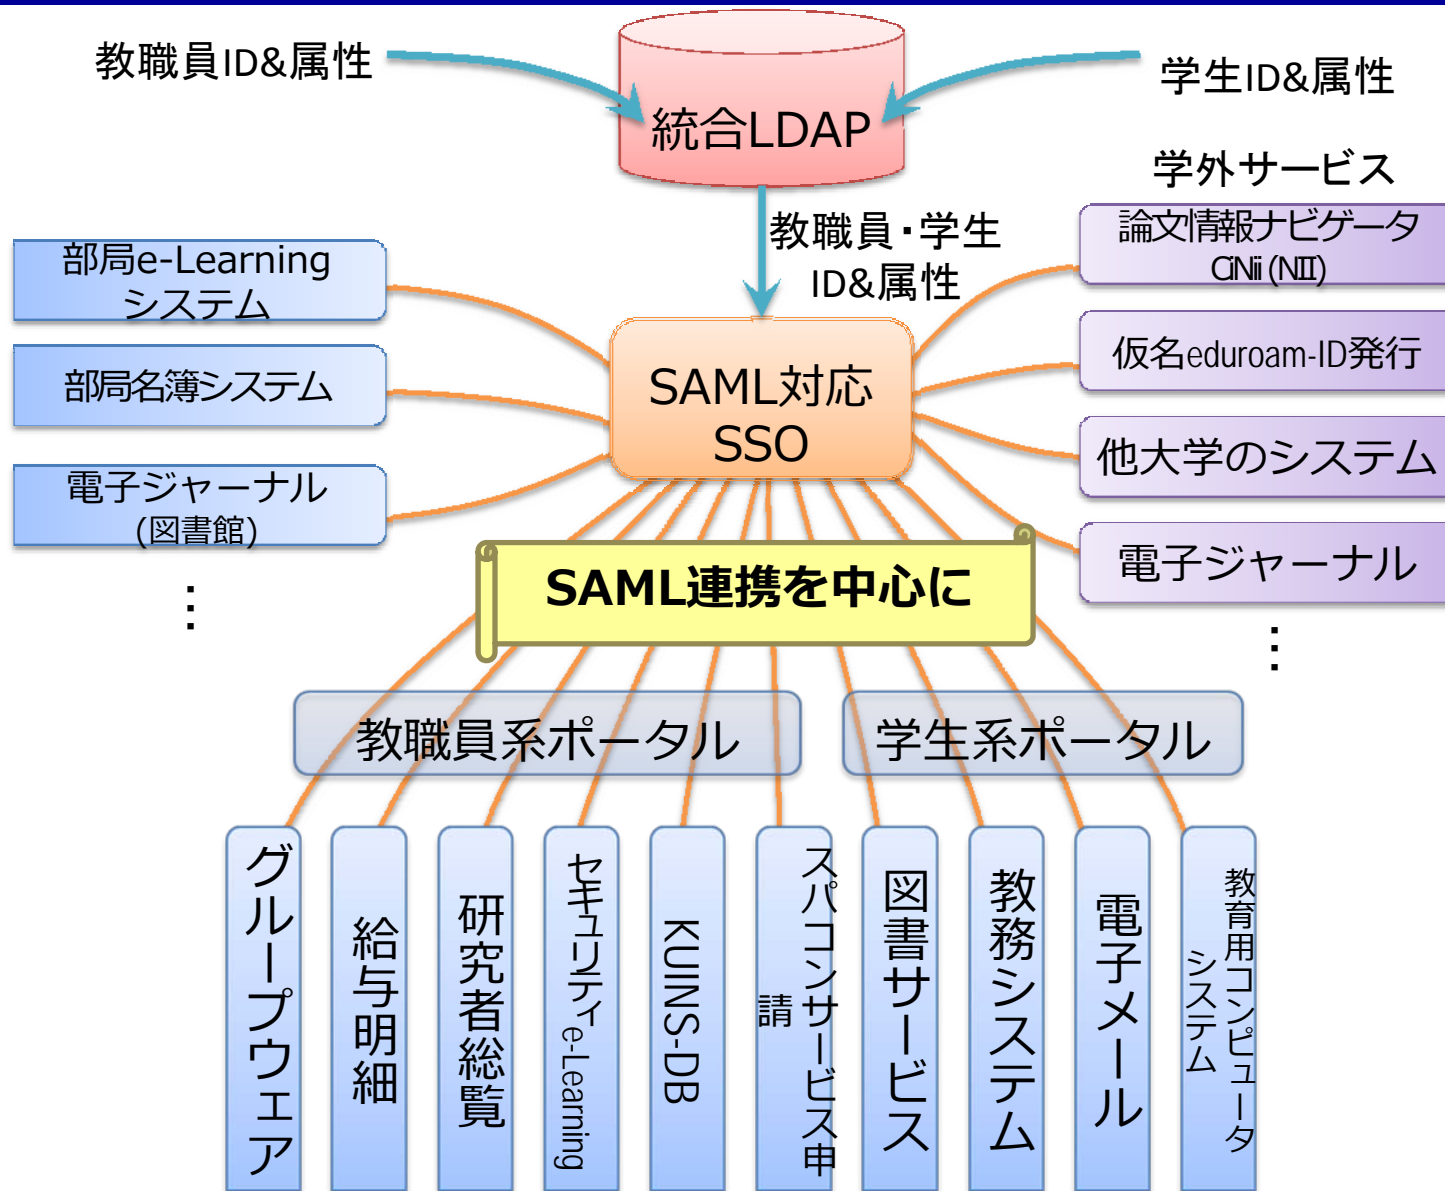 教職員ID&属性
統合LDAP
学生ID&属性
教職員・学生
ID&属性
学外サービス
論文情報ナビゲータ
CiNii (NII)
仮名eduroam-ID発行
他大学のシステム
電子ジャーナル
⋮
部局e-Learning
システム
部局名簿システム
電子ジャーナル
(図書館)
⋮
SAML対応
SSO
SAML連携を中心に
教職員系ポータル
学生系ポータル
グループウェア
給与明細
研究者総覧
セキュリティe-Learning
KUINS-DB
スパコンサービス申
請
図書サービス
教務システム
電子メール
教育用コンピュータ
システム